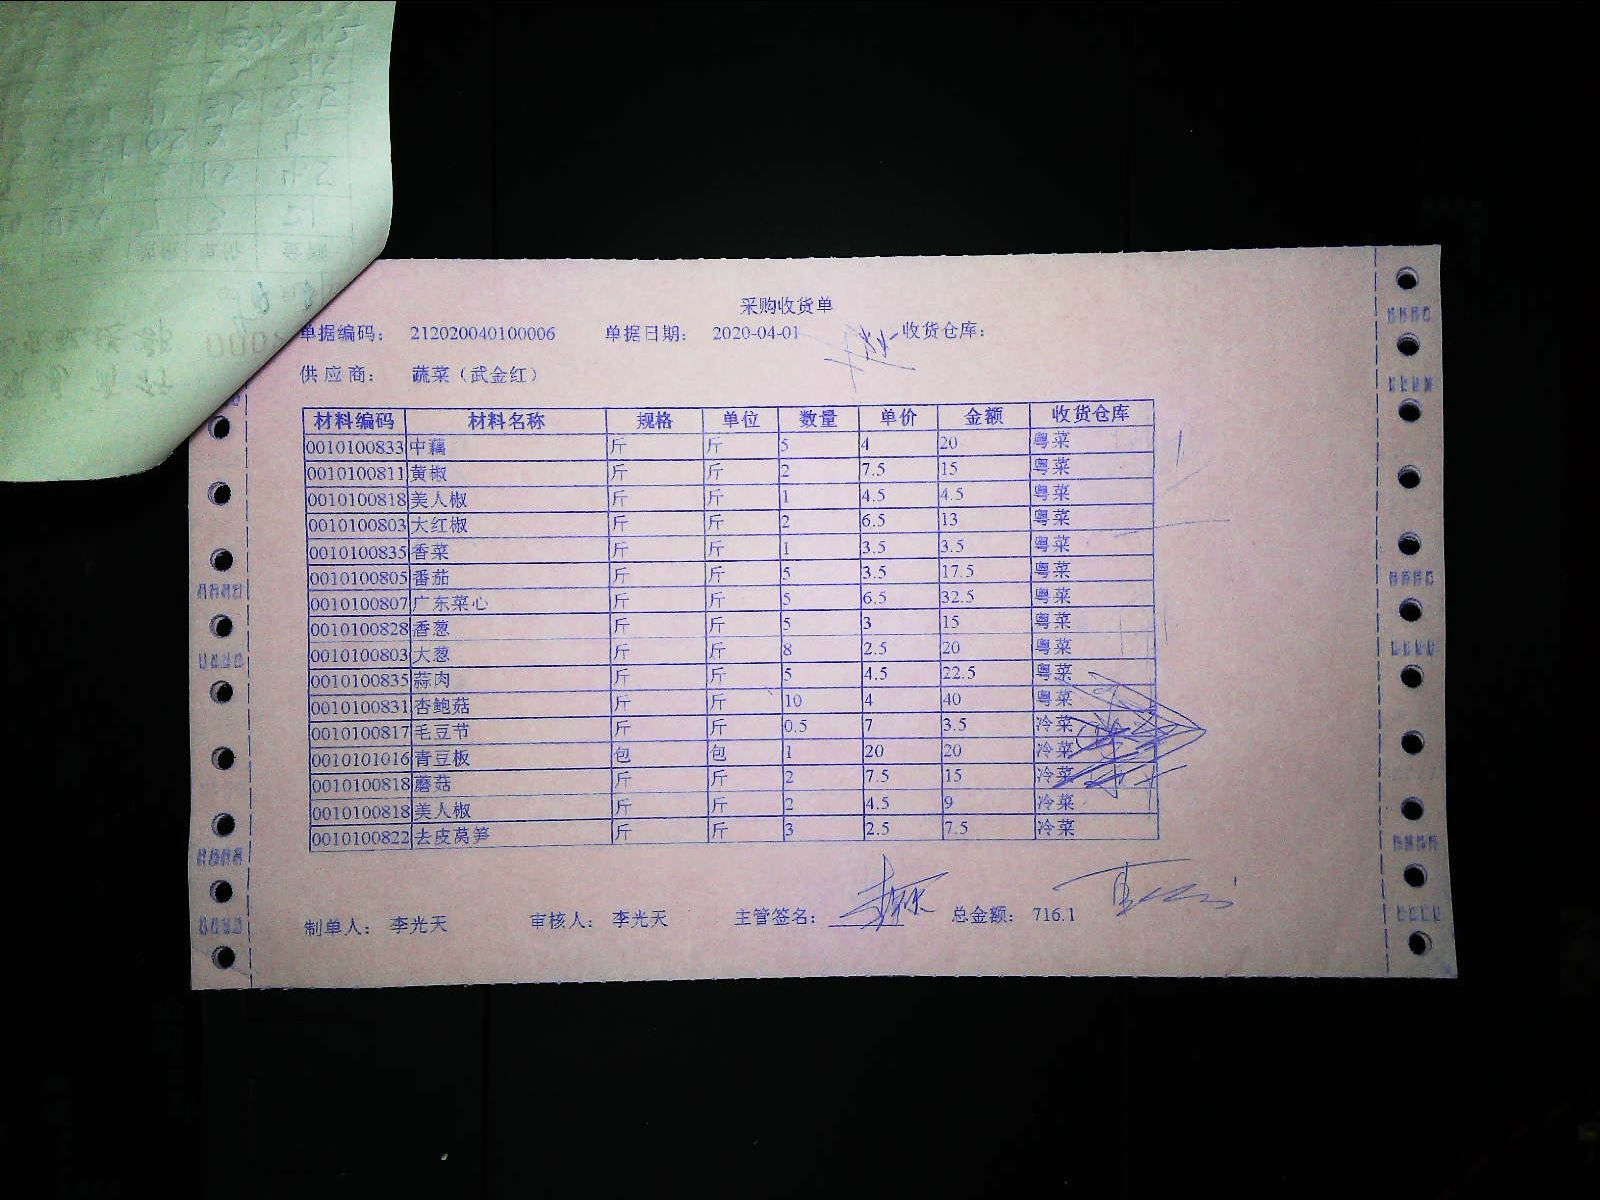 采购收货单
单据编码： 212020040100006 单据日期： 2020-04-01 收货仓库：
供应商： 蔬菜（武金红）
材料编码 材料名称 规格 单位 数量 单价 金额 收货仓库
0010100833 中藕 斤 斤 5 4 20 粤菜
0010100811 黄椒 斤 斤 2 7.5 15 粤菜
0010100818 美人椒 斤 斤 1 4.5 4.5 粤菜
0010100803 大红椒 斤 斤 2 6.5 13 粤菜
0010100835 香菜 斤 斤 1 3.5 3.5 粤菜
0010100805 番茄 斤 斤 5 3.5 17.5 粤菜
0010100807 广东菜心 斤 斤 5 6.5 32.5 粤菜
0010100828 香葱 斤 斤 5 3 15 粤菜
0010100803 大葱 斤 斤 8 2.5 20 粤菜
0010100835 蒜肉 斤 斤 5 4.5 22.5 粤菜
0010100831 杏鲍菇 斤 斤 10 4 40 粤菜
0010100817 毛豆节 斤 斤 0.5 7 3.5 冷菜
0010101016 青豆板 包 包 1 20 20 冷菜
0010100818 蘑菇 斤 斤 2 7.5 15 冷菜
0010100818 美人椒 斤 斤 2 4.5 9 冷菜
0010100822 去皮莴笋 斤 斤 3 2.5 7.5 冷菜
制单人： 李光天 审核人： 李光天 主管签名： 总金额： 716.1